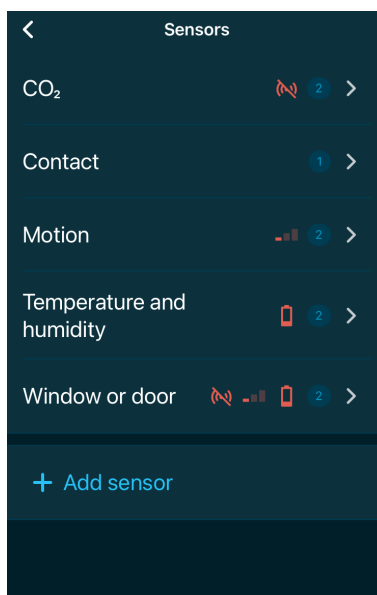 Sensors
CO₂ 2
Contact 1
Motion 2
Temperature and
humidity 2
Window or door 2
+ Add sensor